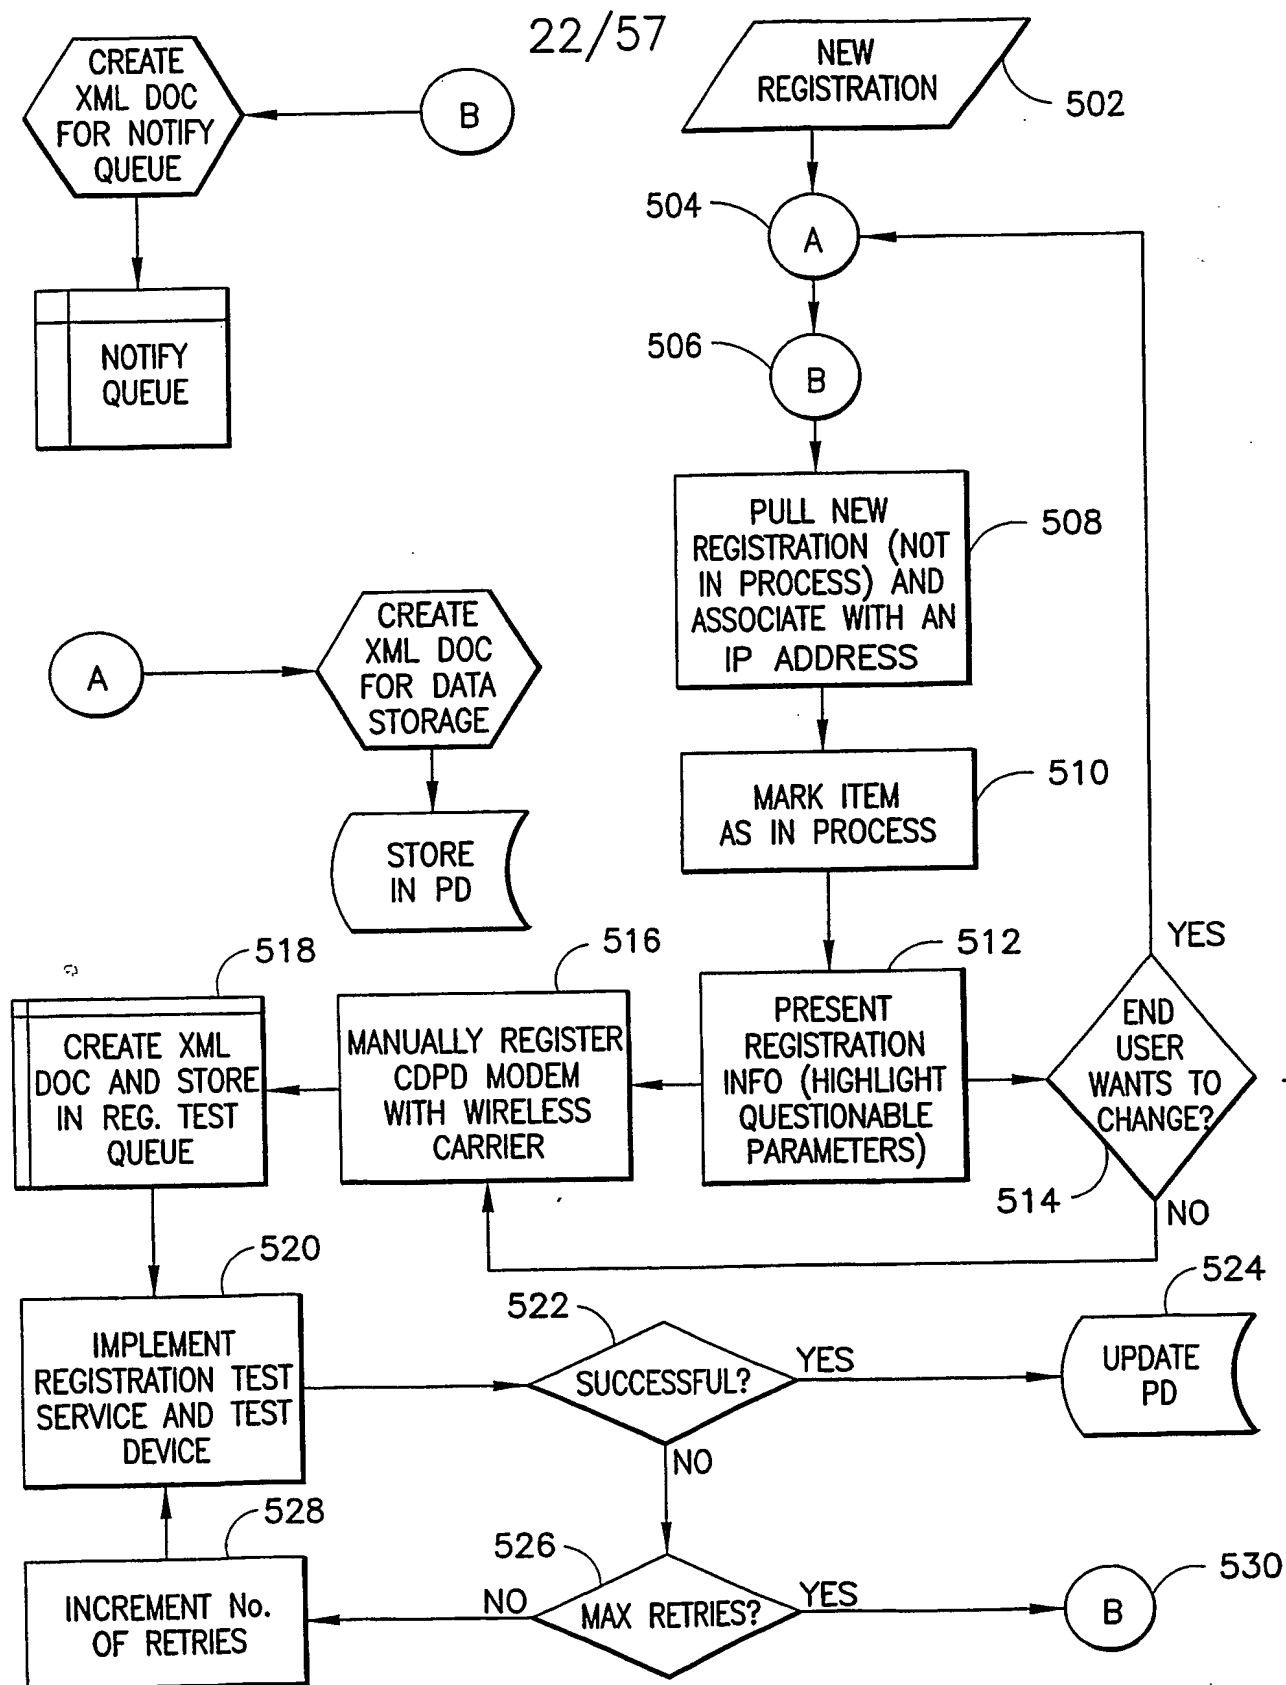 22/57
CREATE
XML DOC
FOR NOTIFY
QUEUE
B
NOTIFY
QUEUE
NEW
REGISTRATION
502
504
A
506
B
PULL NEW
REGISTRATION (NOT
IN PROCESS) AND
ASSOCIATE WITH AN
IP ADDRESS
508
A
CREATE
XML DOC
FOR DATA
STORAGE
STORE
IN PD
MARK ITEM
AS IN PROCESS
510
512
PRESENT
REGISTRATION
INFO (HIGHLIGHT
QUESTIONABLE
PARAMETERS)
YES
END
USER
WANTS TO
CHANGE?
514
NO
516
MANUALLY REGISTER
CDPD MODEM
WITH WIRELESS
CARRIER
518
CREATE XML
DOC AND STORE
IN REG. TEST
QUEUE
520
IMPLEMENT
REGISTRATION TEST
SERVICE AND TEST
DEVICE
522
SUCCESSFUL?
YES
524
UPDATE
PD
NO
526
MAX RETRIES?
NO
YES
528
INCREMENT No.
OF RETRIES
B
530